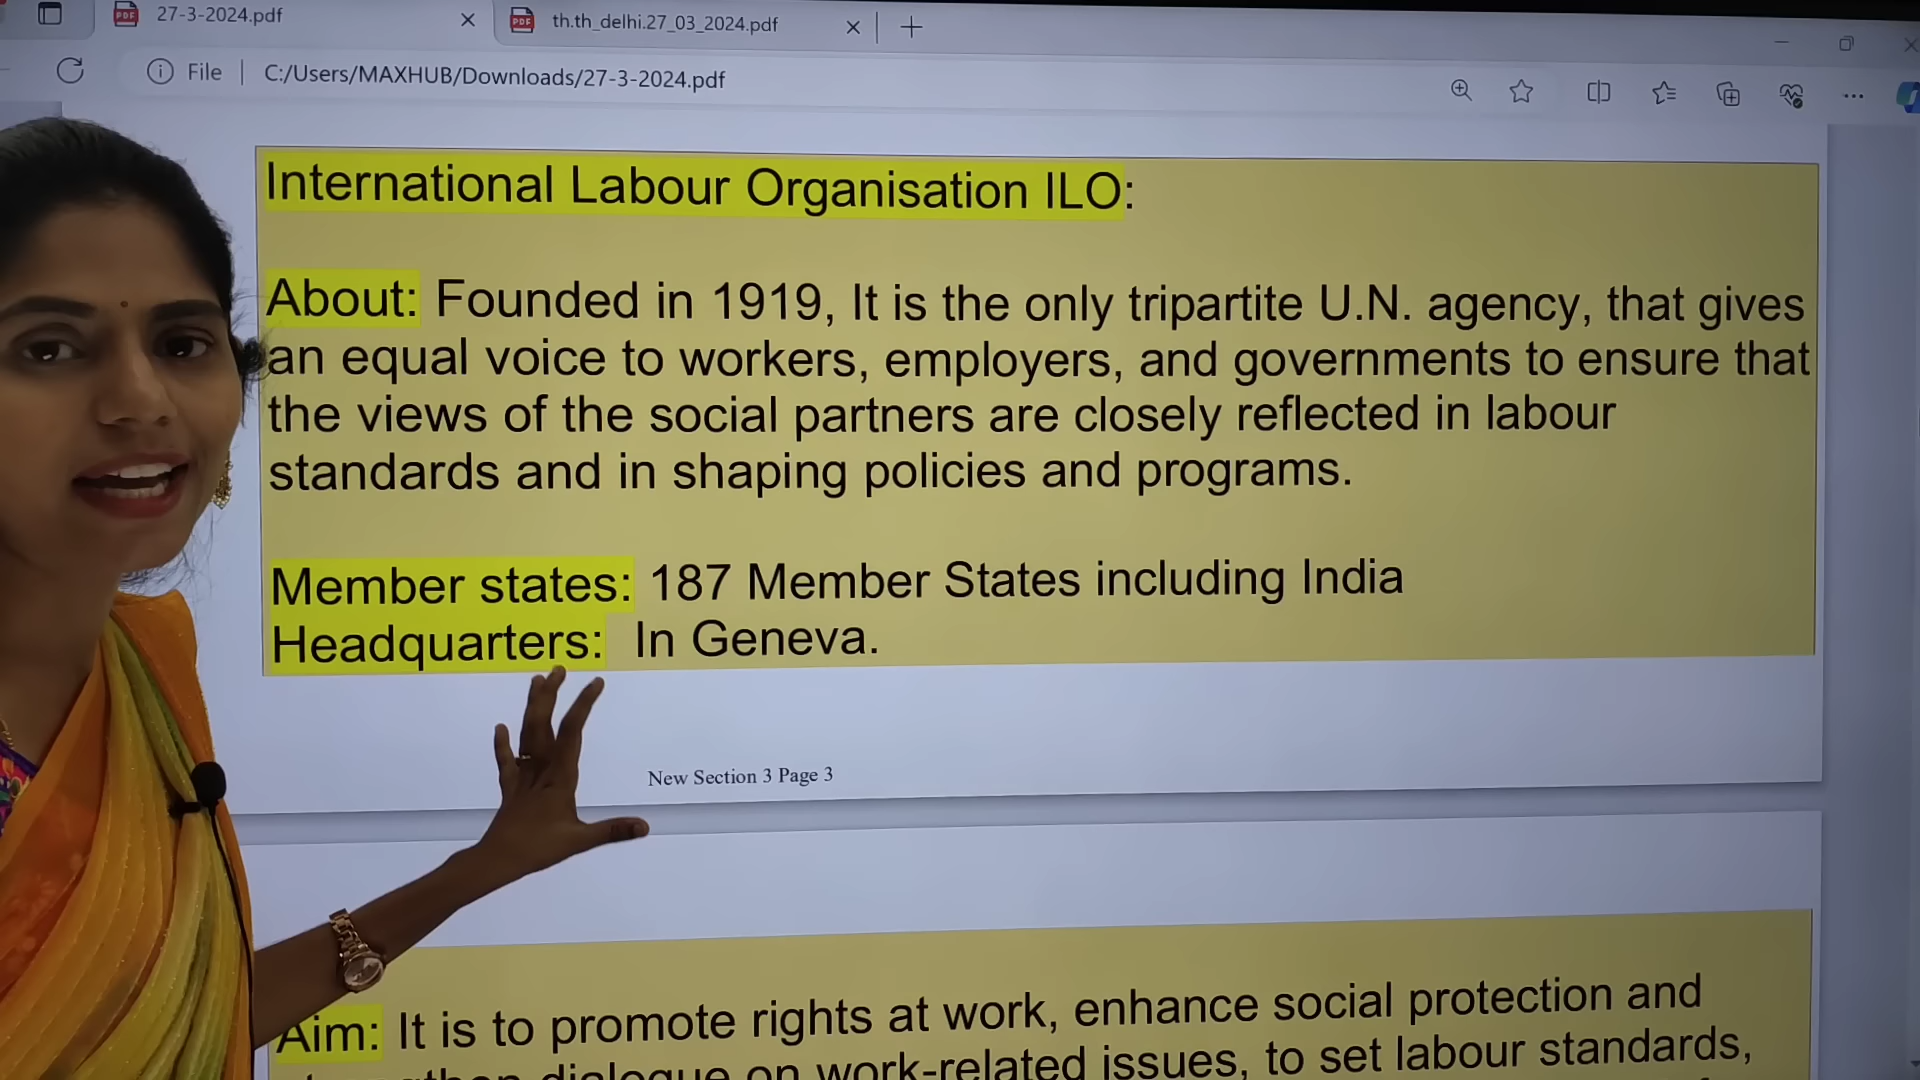 27-3-2024.pdf
th.th_delhi.27_03_2024.pdf
File
C:/Users/MAXHUB/Downloads/27-3-2024.pdf
International Labour Organisation ILO:
About: Founded in 1919, It is the only tripartite U.N. agency, that gives
an equal voice to workers, employers, and governments to ensure that
the views of the social partners are closely reflected in labour
standards and in shaping policies and programs.
Member states: 187 Member States including India
Headquarters: In Geneva.
New Section 3 Page 3
Aim: It is to promote rights at work, enhance social protection and
dialogue on work-related issues, to set labour standards,